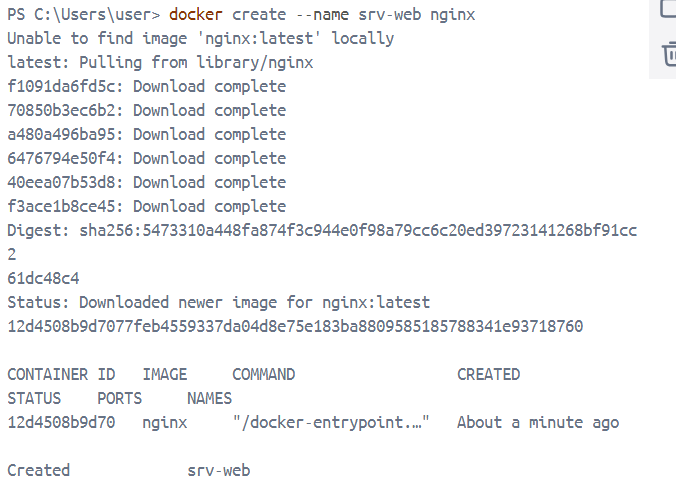 PS C:\Users\user> docker create --name srv-web nginx
Unable to find image 'nginx:latest' locally
latest: Pulling from library/nginx
f1091da6fd5c: Download complete
70850b3ec6b2: Download complete
a480a496ba95: Download complete
6476794e50f4: Download complete
40eea07b53d8: Download complete
f3ace1b8ce45: Download complete
Digest: sha256:5473310a448fa874f3c944e0f98a79cc6c20ed39723141268bf91cc
2
61dc48c4
Status: Downloaded newer image for nginx:latest
12d4508b9d7077feb4559337da04d8e75e183ba8809585185788341e93718760
CONTAINER ID   IMAGE     COMMAND                  CREATED
STATUS    PORTS     NAMES
12d4508b9d70   nginx     "/docker-entrypoint.…"   About a minute ago
Created             srv-web